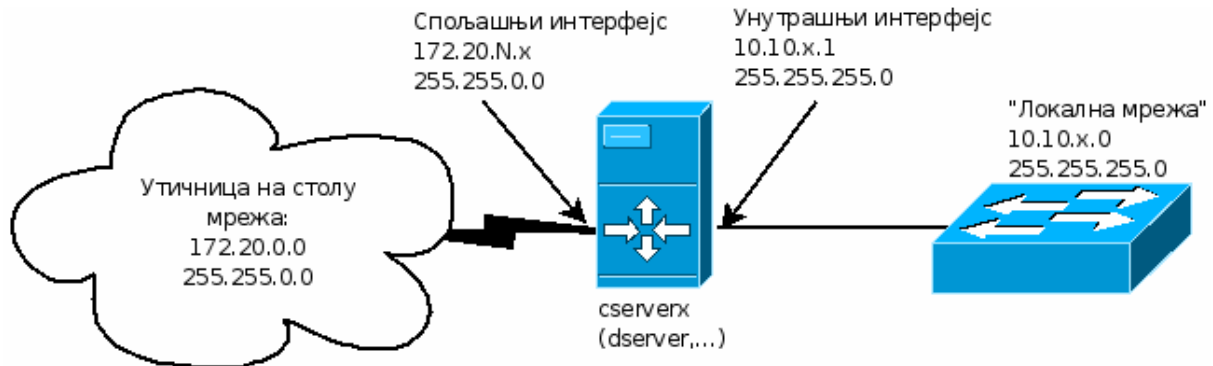 Спољашњи интерфејс
172.20.N.x
255.255.0.0
Унутрашњи интерфејс
10.10.x.1
255.255.255.0
"Локална мрежа"
10.10.x.0
255.255.255.0
Утичница на столу
мрежа:
172.20.0.0
255.255.0.0
cserverx
(dserver,...)